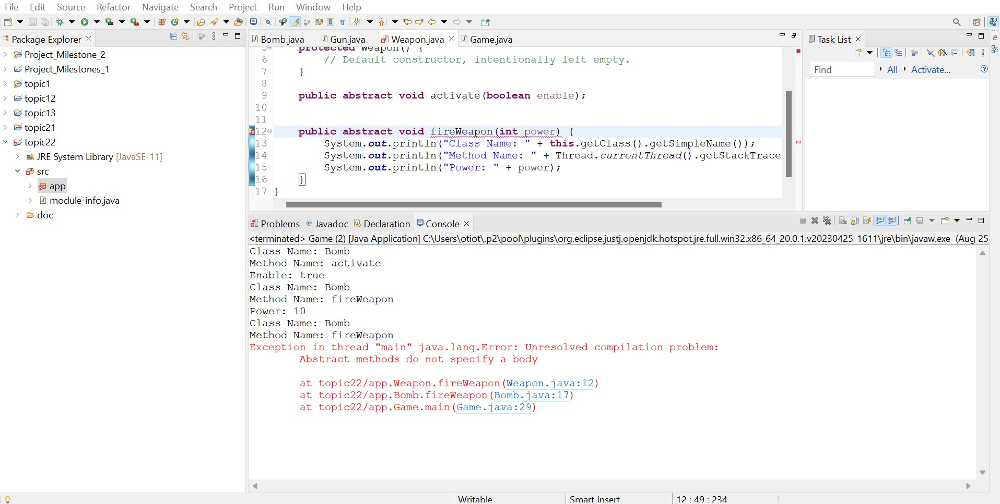 File Edit Source Refactor Navigate Search Project Run Window Help
Package Explorer
Project_Milestone_2
Project_Milestones_1
topic1
topic12
topic13
topic21
topic22
JRE System Library [JavaSE-11]
src
app
module-info.java
doc
Bomb.java Gun.java Weapon.java Game.java
5 protected Weapon() {
6 // Default constructor, intentionally left empty.
7 }
8
9 public abstract void activate(boolean enable);
10
11
12 public abstract void fireWeapon(int power) {
13 System.out.println("Class Name: " + this.getClass().getSimpleName());
14 System.out.println("Method Name: " + Thread.currentThread().getStackTrace
15 System.out.println("Power: " + power);
16 }
17 }
Task List
Find All Activate...
Problems @ Javadoc Declaration Console
<terminated> Game (2) [Java Application] C:\Users\otiot\.p2\pool\plugins\org.eclipse.justj.openjdk.hotspot.jre.full.win32.x86_64_20.0.1.v20230425-1611\jre\bin\javaw.exe (Aug 25,
Class Name: Bomb
Method Name: activate
Enable: true
Class Name: Bomb
Method Name: fireWeapon
Power: 10
Class Name: Bomb
Method Name: fireWeapon
Exception in thread "main" java.lang.Error: Unresolved compilation problem:
Abstract methods do not specify a body
at topic22/app.Weapon.fireWeapon(Weapon.java:12)
at topic22/app.Bomb.fireWeapon(Bomb.java:17)
at topic22/app.Game.main(Game.java:29)
Writable Smart Insert 12 : 49 : 234